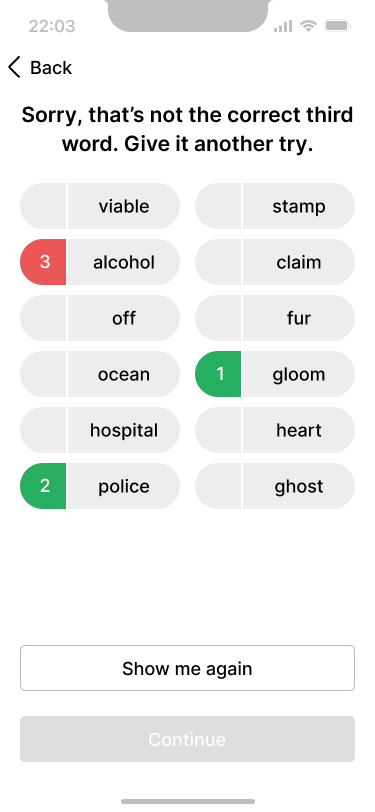 22:03
Back
Sorry, that’s not the correct third
word. Give it another try.
viable
stamp
3 alcohol
claim
off
fur
ocean
1 gloom
hospital
heart
2 police
ghost
Show me again
Continue